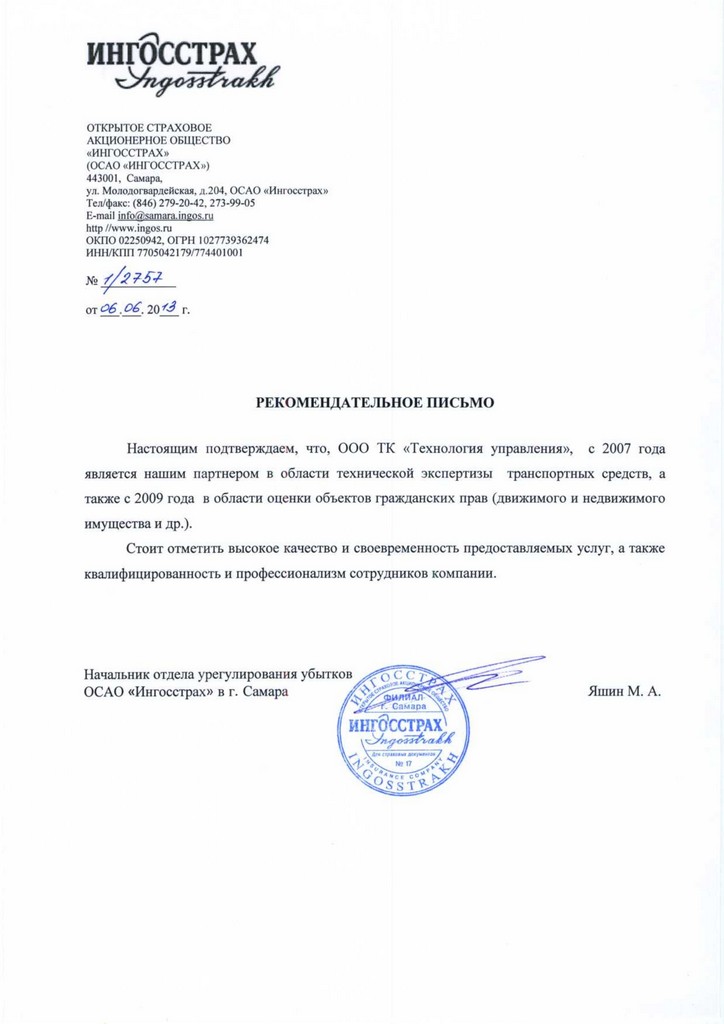 ИНГОССТРАХ
Ingosstrakh
ОТКРЫТОЕ СТРАХОВОЕ
АКЦИОНЕРНОЕ ОБЩЕСТВО
«ИНГОССТРАХ»
(ОСАО «ИНГОССТРАХ»)
443001, Самара,
ул. Молодогвардейская, д.204, ОСАО «Ингосстрах»
Тел/факс: (846) 279-20-42, 273-99-05
E-mail info@samara.ingos.ru
http //www.ingos.ru
ОКПО 02250942, ОГРН 1027739362474
ИНН/КПП 7705042179/774401001
№ 1/2757
от 06.06. 2013 г.
РЕКОМЕНДАТЕЛЬНОЕ ПИСЬМО
Настоящим подтверждаем, что, ООО ТК «Технология управления», с 2007 года
является нашим партнером в области технической экспертизы транспортных средств, а
также с 2009 года в области оценки объектов гражданских прав (движимого и недвижимого
имущества и др.).
Стоит отметить высокое качество и своевременность предоставляемых услуг, а также
квалифицированность и профессионализм сотрудников компании.
Начальник отдела урегулирования убытков
ОСАО «Ингосстрах» в г. Самара
Яшин М. А.
ИНГОССТРАХ
ОТКРЫТОЕ СТРАХОВОЕ АКЦИОНЕРНОЕ ОБЩЕСТВО
ФИЛИАЛ
г. Самара
ИНГОССТРАХ
Ingosstrakh
Для страховых документов
№ 17
INSURANCE COMPANY
INGOSSTRAKH